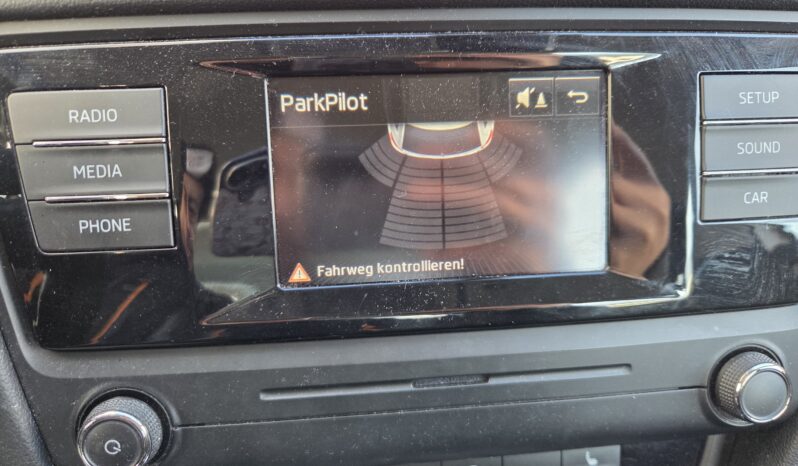 RADIO
MEDIA
PHONE
ParkPilot
Fahrweg kontrollieren!
SETUP
SOUND
CAR